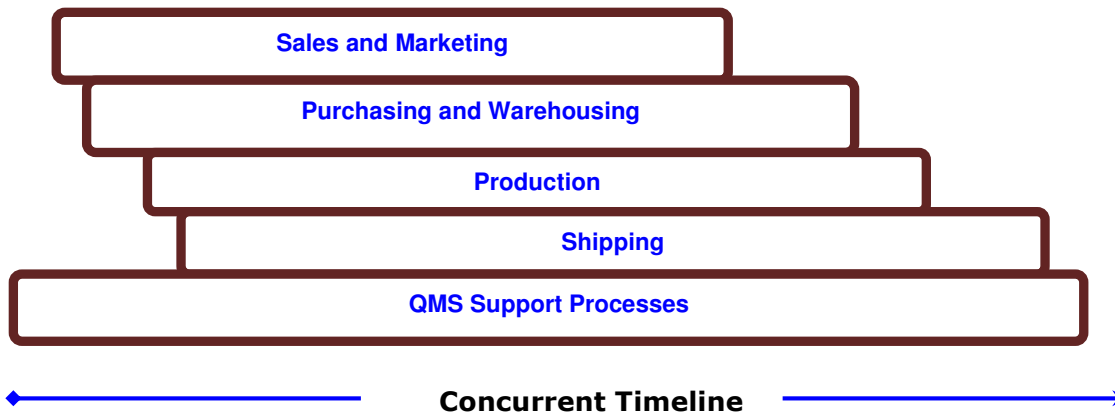 Sales and Marketing
Purchasing and Warehousing
Production
Shipping
QMS Support Processes
Concurrent Timeline